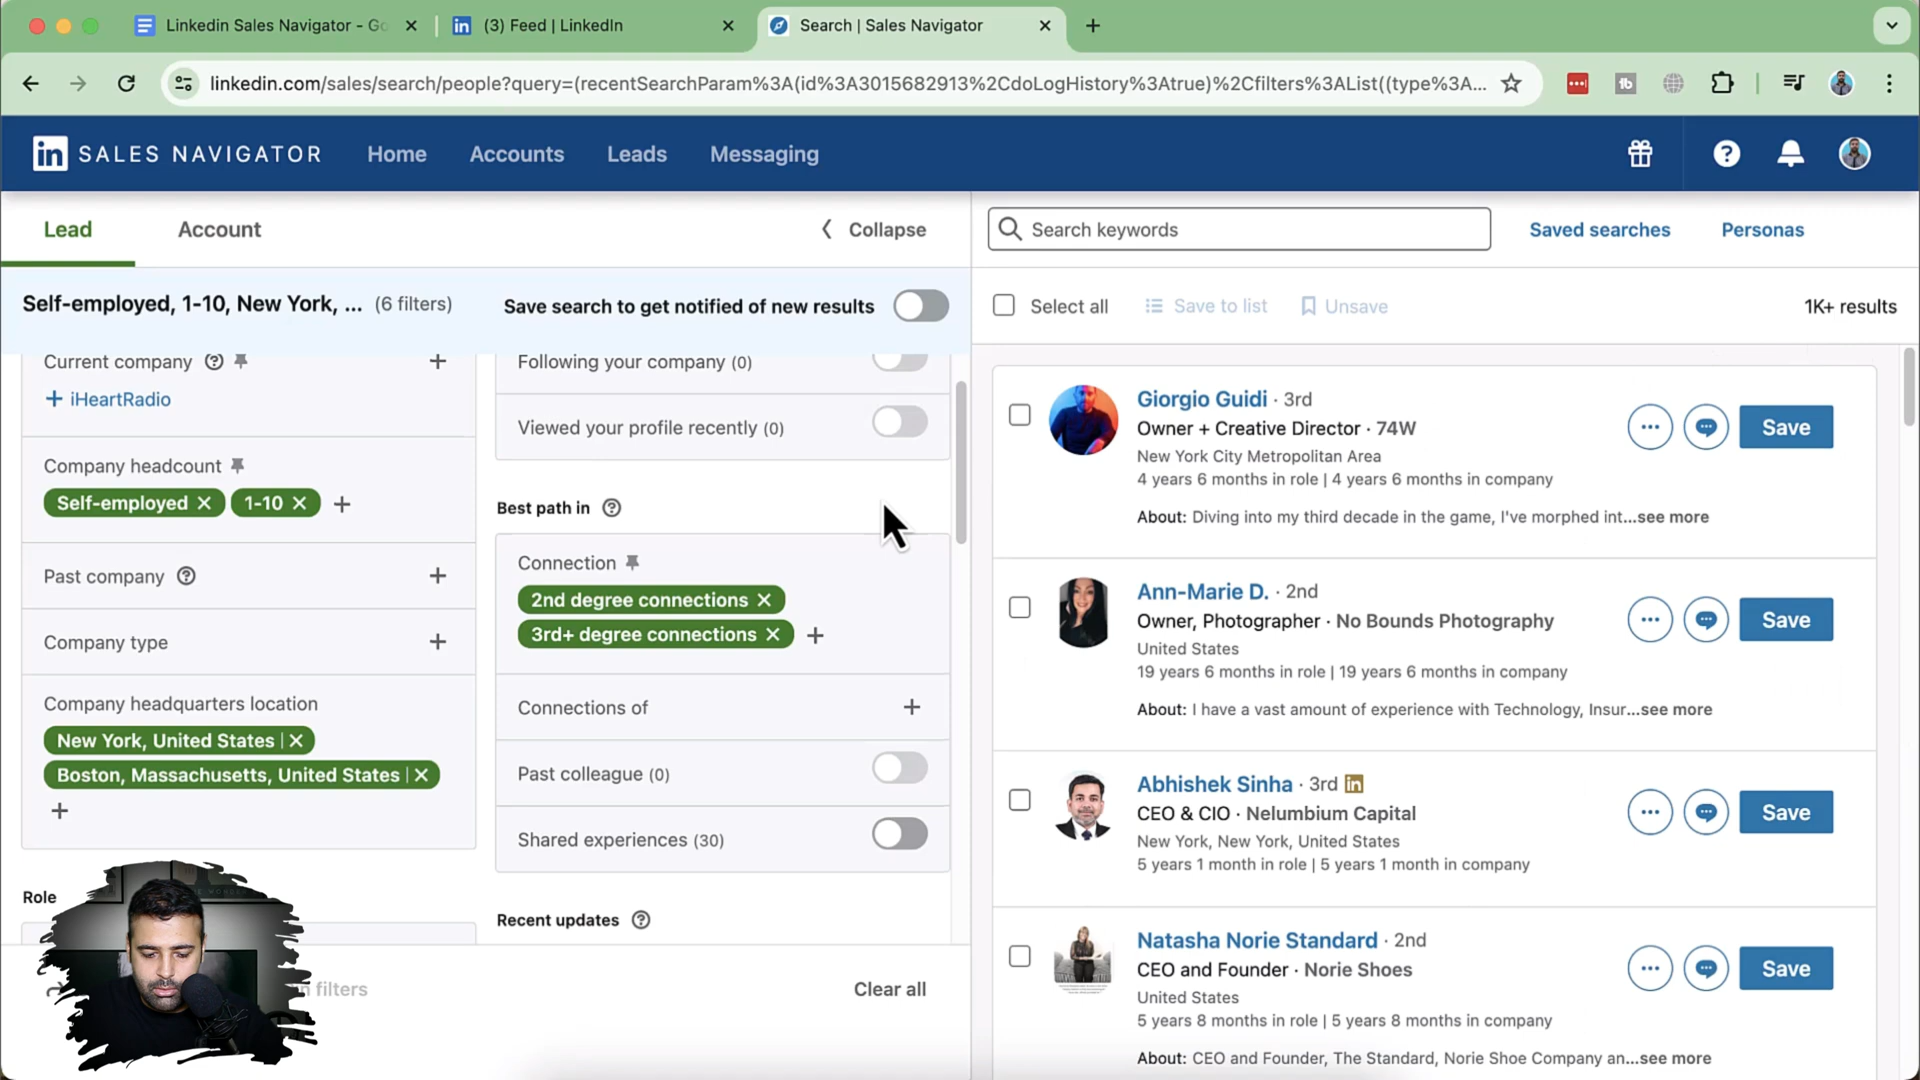 Linkedin Sales Navigator - Go
(3) Feed | LinkedIn
Search | Sales Navigator
linkedin.com/sales/search/people?query=(recentSearchParam%3A(id%3A3015682913%2CdoLogHistory%3Atrue)%2Cfilters%3AList((type%3A...
in SALES NAVIGATOR
Home
Accounts
Leads
Messaging
Lead
Account
Collapse
Search keywords
Saved searches
Personas
Self-employed, 1-10, New York, ... (6 filters)
Save search to get notified of new results
Select all
Save to list
Unsave
1K+ results
Current company
+ iHeartRadio
Company headcount
Self-employed
1-10
Past company
Company type
Company headquarters location
New York, United States
Boston, Massachusetts, United States
Role
filters
Following your company (0)
Viewed your profile recently (0)
Best path in
Connection
2nd degree connections
3rd+ degree connections
Connections of
Past colleague (0)
Shared experiences (30)
Recent updates
Clear all
Giorgio Guidi · 3rd
Owner + Creative Director · 74W
New York City Metropolitan Area
4 years 6 months in role | 4 years 6 months in company
About: Diving into my third decade in the game, I've morphed int...see more
Save
Ann-Marie D. · 2nd
Owner, Photographer · No Bounds Photography
United States
19 years 6 months in role | 19 years 6 months in company
About: I have a vast amount of experience with Technology, Insur...see more
Save
Abhishek Sinha · 3rd in
CEO & CIO · Nelumbium Capital
New York, New York, United States
5 years 1 month in role | 5 years 1 month in company
Save
Natasha Norie Standard · 2nd
CEO and Founder · Norie Shoes
United States
5 years 8 months in role | 5 years 8 months in company
About: CEO and Founder, The Standard, Norie Shoe Company an...see more
Save